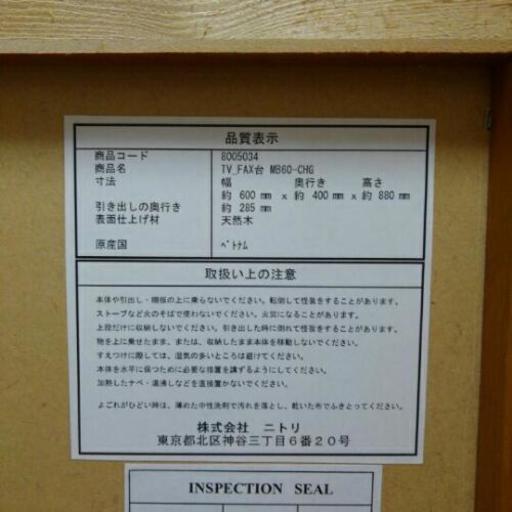 品質表示
商品コード 8005034
商品名 TV_FAX台 MB60-CHG
寸法 幅 奥行き 高さ
約 600 mm x 約 400 mm x 約 880 mm
引き出しの奥行き 約 285 mm
表面仕上げ材 天然木
原産国 ベトナム
取扱い上の注意
本体や引出し・棚板の上に乗らないでください。転倒して怪我をすることがあります。
ストーブなど火のそばで使わないでください。火災になることがあります。
上段だけに収納しないでください。引き出した時に倒れて怪我をすることがあります。
物を上に乗せたまま、または、収納したまま本体を移動しないでください。
すえつけに際しては、湿気の多いところは避けてください。
本体を水平に保つために必要な措置を講ずるようにしてください。
加熱したナベ・湯沸しなどを直接置かないでください。
よごれがひどい時は、薄めた中性洗剤で汚れを落とし、乾いた布でふきとってください。
株式会社 ニトリ
東京都北区神谷三丁目6番20号
INSPECTION SEAL